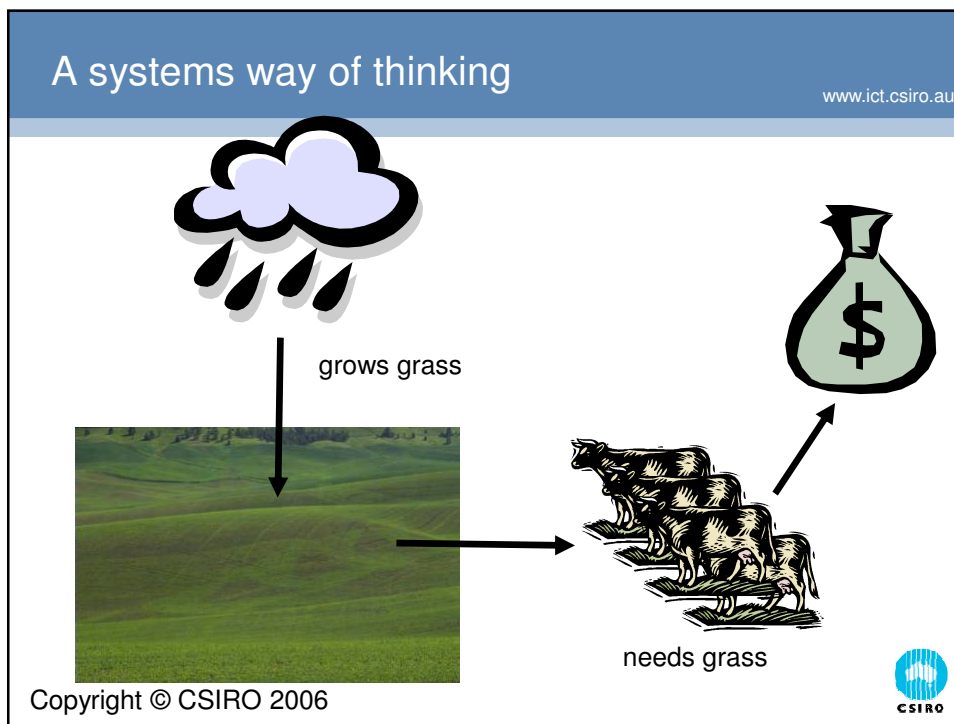 A systems way of thinking
www.ict.csiro.au
$
grows grass
needs grass
Copyright © CSIRO 2006
CSIRO